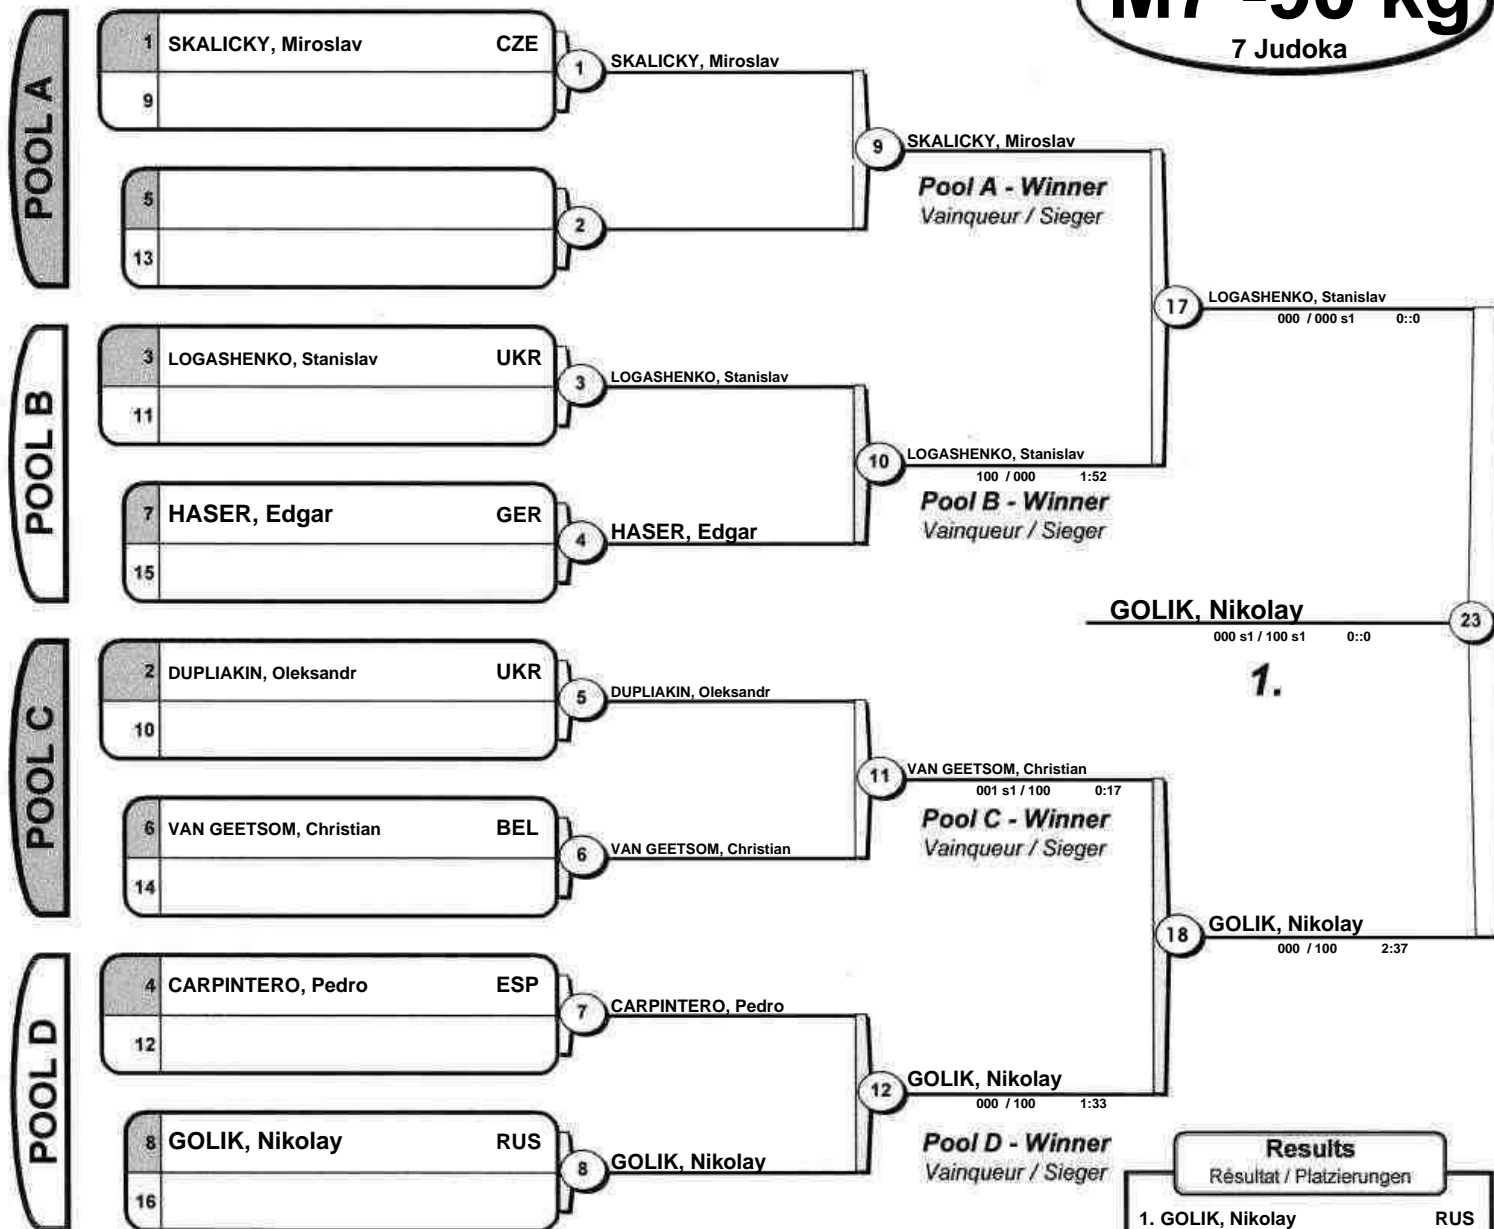 M7 -90 kg
7 Judoka
POOL A
1 SKALICKY, Miroslav CZE
9
5
13
1 SKALICKY, Miroslav
2
9 SKALICKY, Miroslav
Pool A - Winner
Vainqueur / Sieger
POOL B
3 LOGASHENKO, Stanislav UKR
11
7 HASER, Edgar GER
15
3 LOGASHENKO, Stanislav
4 HASER, Edgar
10 LOGASHENKO, Stanislav
100 / 000 1:52
Pool B - Winner
Vainqueur / Sieger
17 LOGASHENKO, Stanislav
000 / 000 s1 0::0
GOLIK, Nikolay 23
000 s1 / 100 s1 0::0
1.
POOL C
2 DUPLIAKIN, Oleksandr UKR
10
6 VAN GEETSOM, Christian BEL
14
5 DUPLIAKIN, Oleksandr
6 VAN GEETSOM, Christian
11 VAN GEETSOM, Christian
001 s1 / 100 0:17
Pool C - Winner
Vainqueur / Sieger
POOL D
4 CARPINTERO, Pedro ESP
12
8 GOLIK, Nikolay RUS
16
7 CARPINTERO, Pedro
8 GOLIK, Nikolay
12 GOLIK, Nikolay
000 / 100 1:33
Pool D - Winner
Vainqueur / Sieger
18 GOLIK, Nikolay
000 / 100 2:37
Results
Résultat / Platzierungen
1. GOLIK, Nikolay RUS